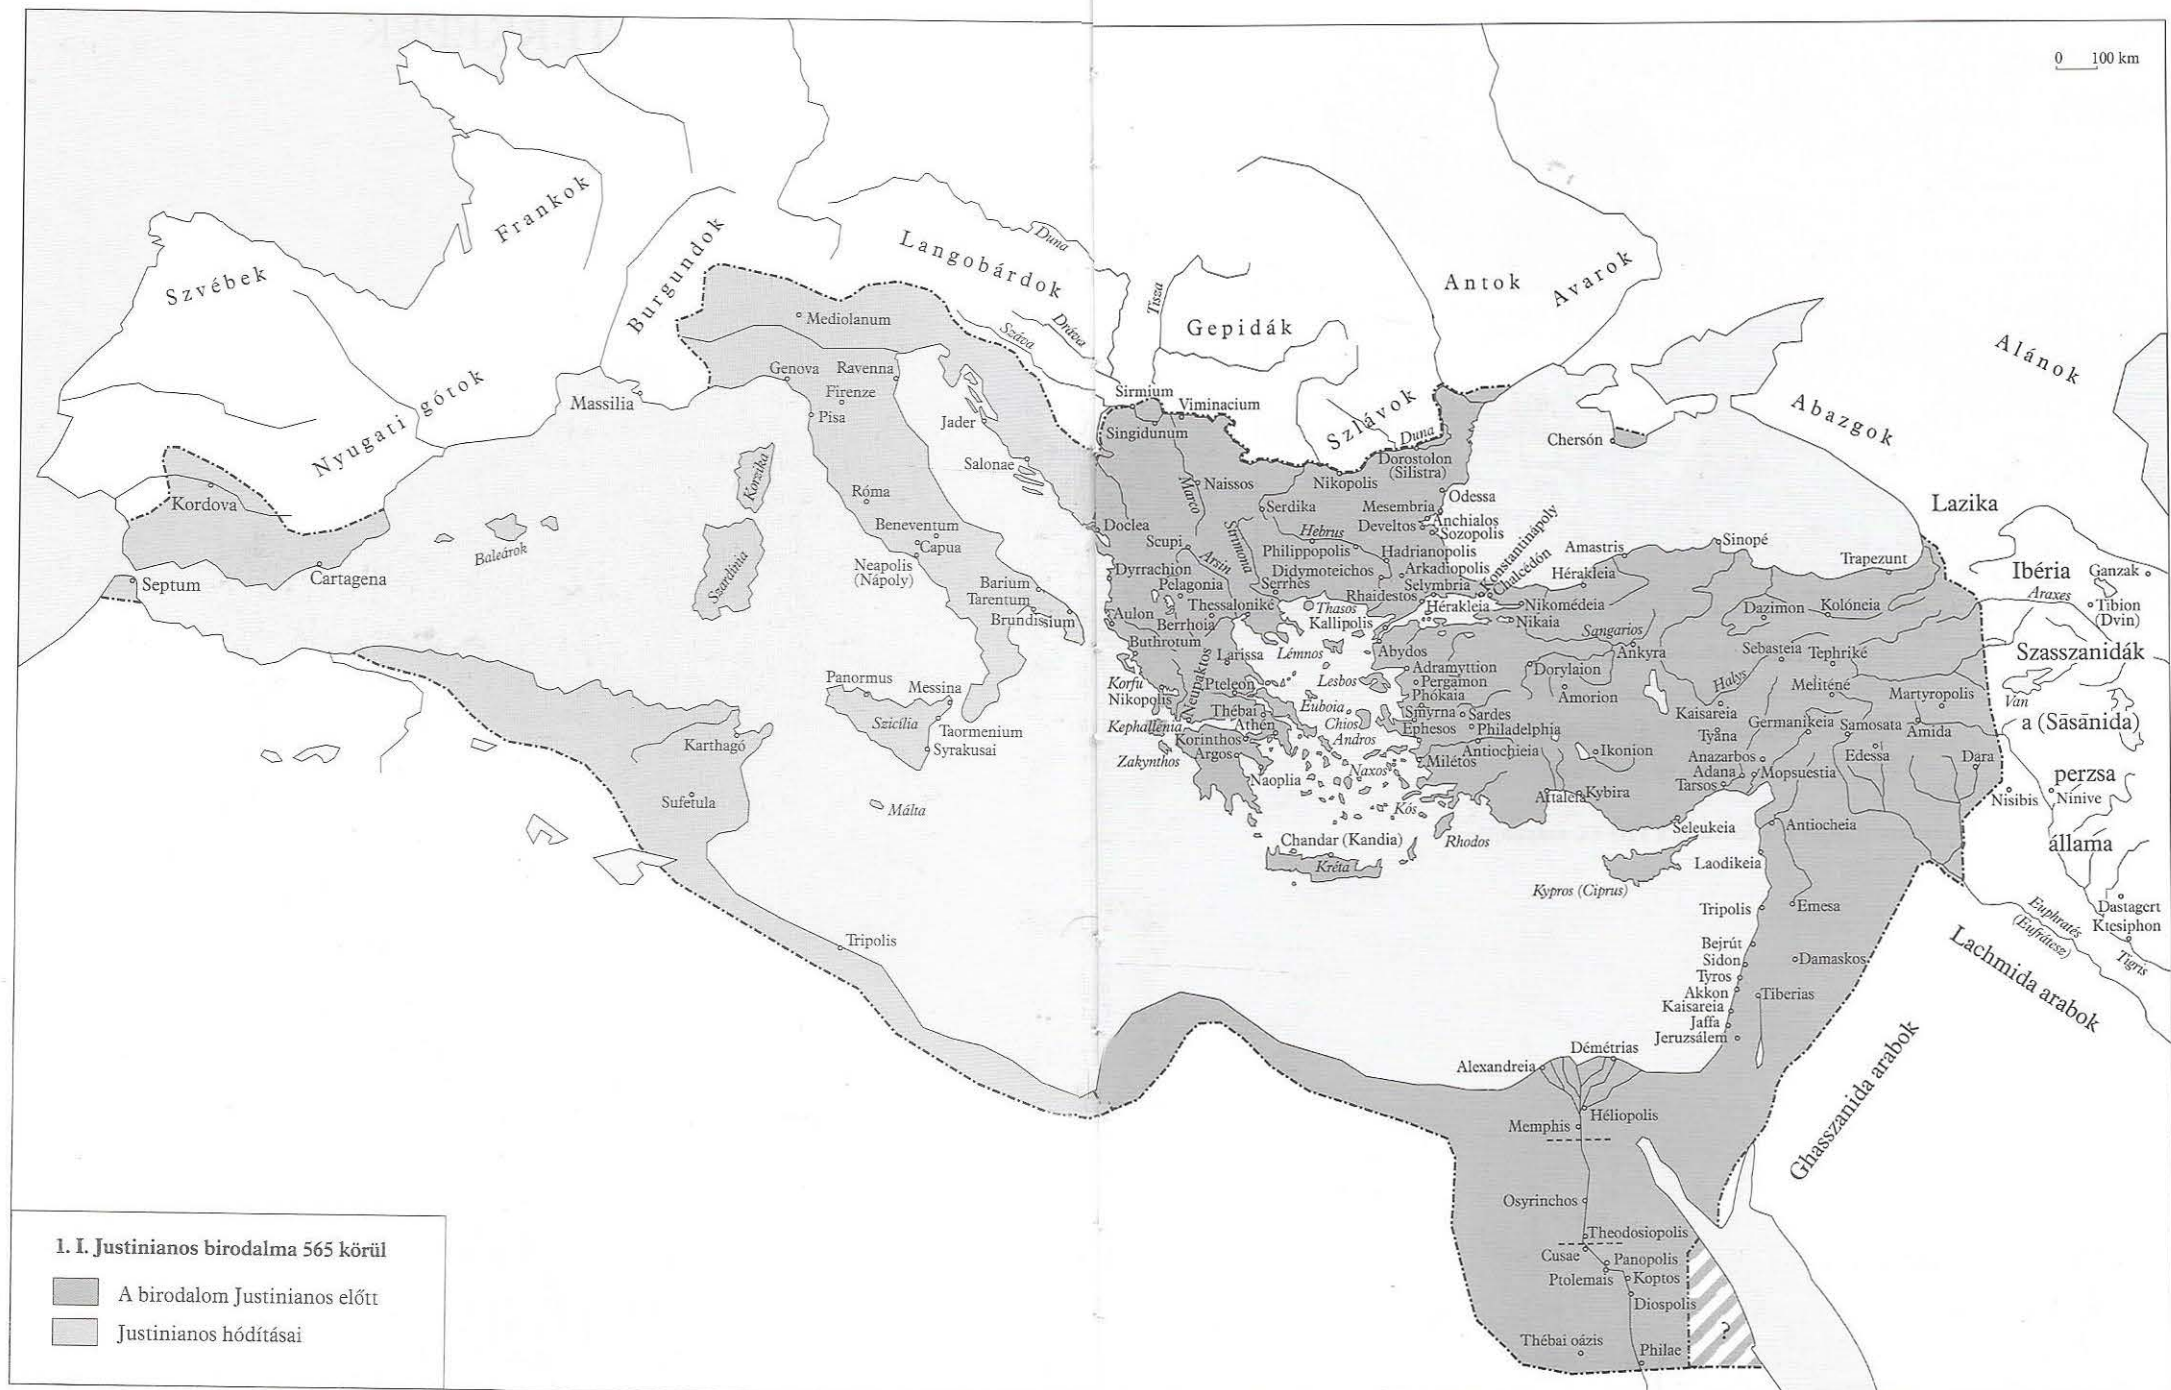 0 100 km
Frankok
Szvébek
Burgundok
Langobárdok
Duna
Tisza
Antok
Avarok
Gepidák
Alánok
Mediolanum
Száva
Dráva
Nyugati gótok
Massilia
Genova
Ravenna
Firenze
Pisa
Jader
Sirmium
Viminacium
Singidunum
Szlávok
Duna
Chersón
Abazgok
Dorostolon
(Silistra)
Kordova
Korzika
Salonae
Naissos
Marco
Nikopolis
Odessa
Lazika
Róma
Serdika
Mesembria
Beneventum
Doclea
Develtos
Anchialos
Sozopolis
Konstantinápoly
Chalcédón
Baleárok
Capua
Scupi
Strimona
Hebrus
Philippopolis
Hadrianopolis
Amastris
Sinopé
Trapezunt
Septum
Cartagena
Szardínia
Neapolis
(Nápoly)
Dyrrachion
Arsin
Didymoteichos
Arkadiopolis
Hérakleia
Ibéria
Ganzak
Barium
Pelagonia
Serrhés
Selymbria
Araxes
Tarentum
Thessaloniké
Thasos
Rhaidestos
Hérakleia
Nikomédeia
Dazimon
Kolóneia
Tibion
(Dvin)
Brundissium
Aulon
Berrhoia
Kallipolis
Nikaia
Sangarios
Buthrotum
Larissa
Lémnos
Abydos
Ankyra
Sebasteia
Tephriké
Szasszanidák
Panormus
Messina
Korfu
Nikopolis
Neupaktos
Pteleon
Lesbos
Adramyttion
Pergamon
Phókaia
Dorylaion
Amorion
Halys
Meliténé
Martyropolis
Van
Szicília
Taormenium
Syrakusai
Kephallénia
Thébai
Athén
Euboia
Chios
Andros
Smyrna
Sardes
Ephesos
Philadelphia
Kaisareia
Tyana
Germanikeia
Samosata
Amida
a (Sāsānida)
Karthagó
Korinthos
Argos
Zakynthos
Naoplia
Naxos
Milétos
Antiochieia
Ikonion
Anazarbos
Adana
Mopsuestia
Tarsos
Edessa
Dara
perzsa
Nisibis
Ninive
Sufetula
Málta
Kós
Attaleia
Kybira
Chandar (Kandia)
Rhodos
Seleukeia
Antiocheia
állama
Kréta
Kypros (Ciprus)
Laodikeia
Tripolis
Emesa
Euphratés
(Eufrátesz)
Dastagert
Ktesiphon
Tigris
Tripolis
Bejrút
Sidon
Damaskos
Lachmida arabok
Tyros
Akkon
Tiberias
Kaisareia
Jaffa
Jeruzsálem
Ghasszanida arabok
Alexandreia
Démétrias
Héliopolis
Memphis
Osyrinchos
Theodosiopolis
Cusae
Panopolis
Ptolemais
Koptos
Diospolis
?
Thébai oázis
Philae
1. I. Justinianos birodalma 565 körül
A birodalom Justinianos előtt
Justinianos hódításai